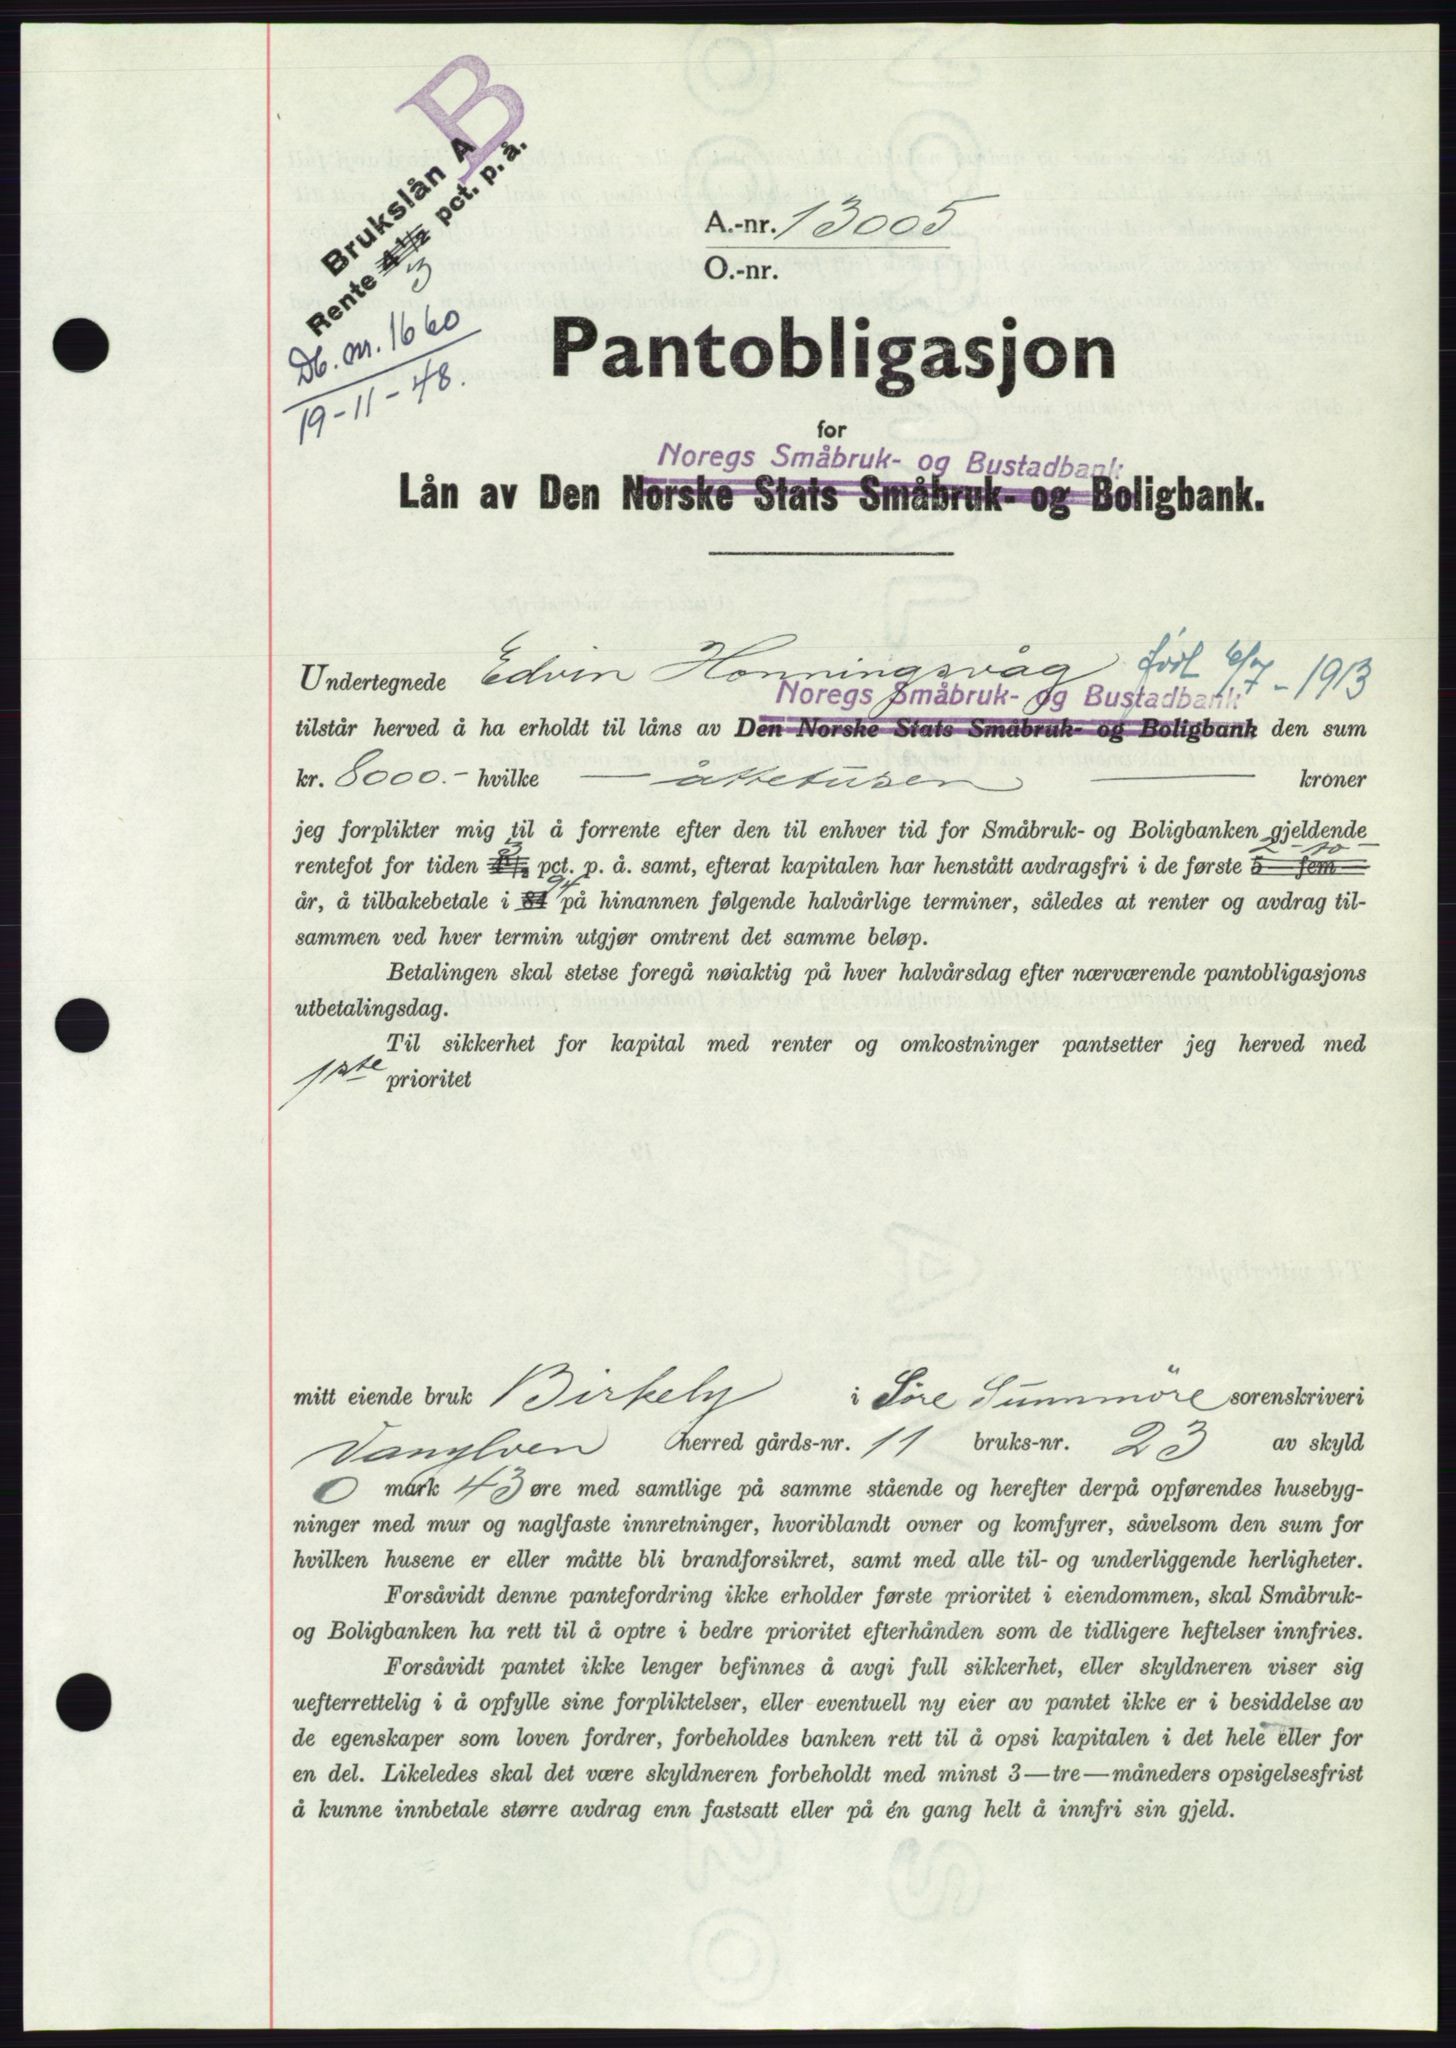 B
Brukslån A
Rente 4 1/2 pct. p. å.
3
Db. nr. 1660
19-11-48.
A.-nr. 13005
O.-nr.
Pantobligasjon
for
Noregs Småbruk- og Bustadbank
Lån av Den Norske Stats Småbruk- og Boligbank.
Undertegnede Edvin Honningsvåg født 6/7-1913
Noregs Småbruk- og Bustadbank
tilstår herved å ha erholdt til låns av Den Norske Stats Småbruk- og Boligbank den sum
kr. 8000.- hvilke — åttetusen — kroner
jeg forplikter mig til å forrente efter den til enhver tid for Småbruk- og Boligbanken gjeldende
3 2 to
rentefot for tiden 4 1/2 pct. p. å. samt, efterat kapitalen har henstått avdragsfri i de første 5 fem
94
år, å tilbakebetale i 84 på hinannen følgende halvårlige terminer, således at renter og avdrag til-
sammen ved hver termin utgjør omtrent det samme beløp.
Betalingen skal stetse foregå nøiaktig på hver halvårsdag efter nærværende pantobligasjons
utbetalingsdag.
Til sikkerhet for kapital med renter og omkostninger pantsetter jeg herved med
1ste prioritet
mitt eiende bruk Birkely i Søre Sunnmöre sorenskriveri
Vanylven herred gårds-nr. 11 bruks-nr. 23 av skyld
0 mark 43 øre med samtlige på samme stående og herefter derpå opførendes husebyg-
ninger med mur og naglfaste innretninger, hvoriblandt ovner og komfyrer, såvelsom den sum for
hvilken husene er eller måtte bli brandforsikret, samt med alle til- og underliggende herligheter.
Forsåvidt denne pantefordring ikke erholder første prioritet i eiendommen, skal Småbruk-
og Boligbanken ha rett til å optre i bedre prioritet efterhånden som de tidligere heftelser innfries.
Forsåvidt pantet ikke lenger befinnes å avgi full sikkerhet, eller skyldneren viser sig
uefterrettelig i å opfylle sine forpliktelser, eller eventuell ny eier av pantet ikke er i besiddelse av
de egenskaper som loven fordrer, forbeholdes banken rett til å opsi kapitalen i det hele eller for
en del. Likeledes skal det være skyldneren forbeholdt med minst 3—tre—måneders opsigelsesfrist
å kunne innbetale større avdrag enn fastsatt eller på én gang helt å innfri sin gjeld.